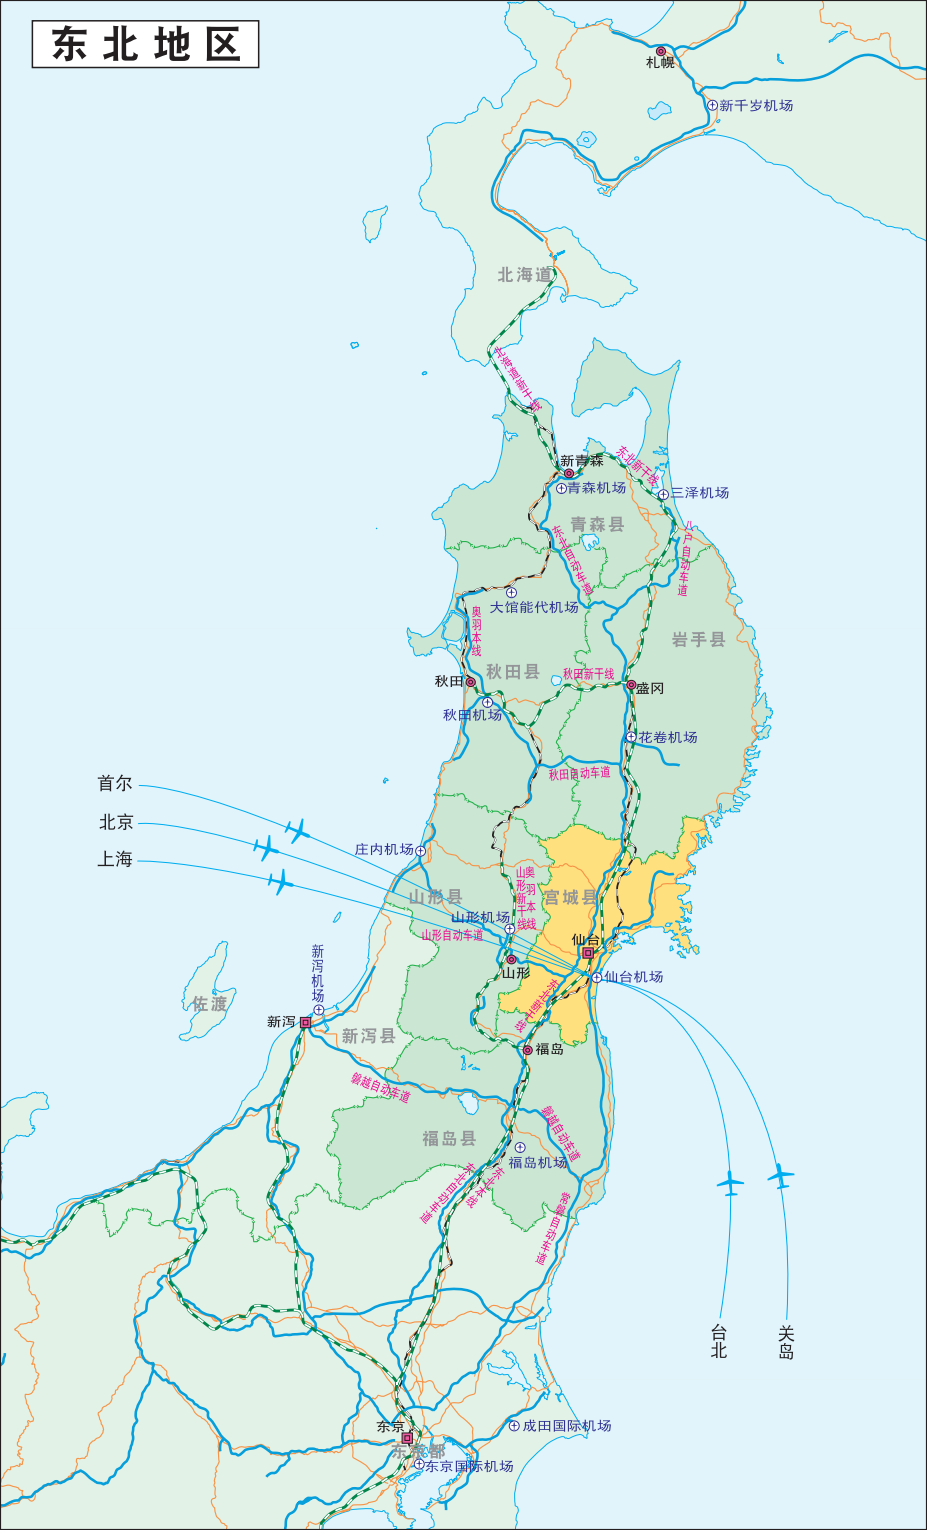 东北地区
札幌
新千岁机场
北海道
北海道新干线
新青森
东北新干线
青森机场
三泽机场
青森县
八户自动车道
东北自动车道
大馆能代机场
奥羽本线
岩手县
秋田县
秋田新干线
秋田
盛冈
秋田机场
花卷机场
秋田自动车道
首尔
北京
上海
庄内机场
山形新干线
奥羽本线
山形县
宫城县
山形机场
山形自动车道
仙台
山形
仙台机场
新泻机场
东北新干线
佐渡
新泻
新泻县
福岛
磐越自动车道
磐越自动车道
福岛县
福岛机场
东北本线
东北自动车道
常磐自动车道
台北
关岛
东京
成田国际机场
东京都
东京国际机场